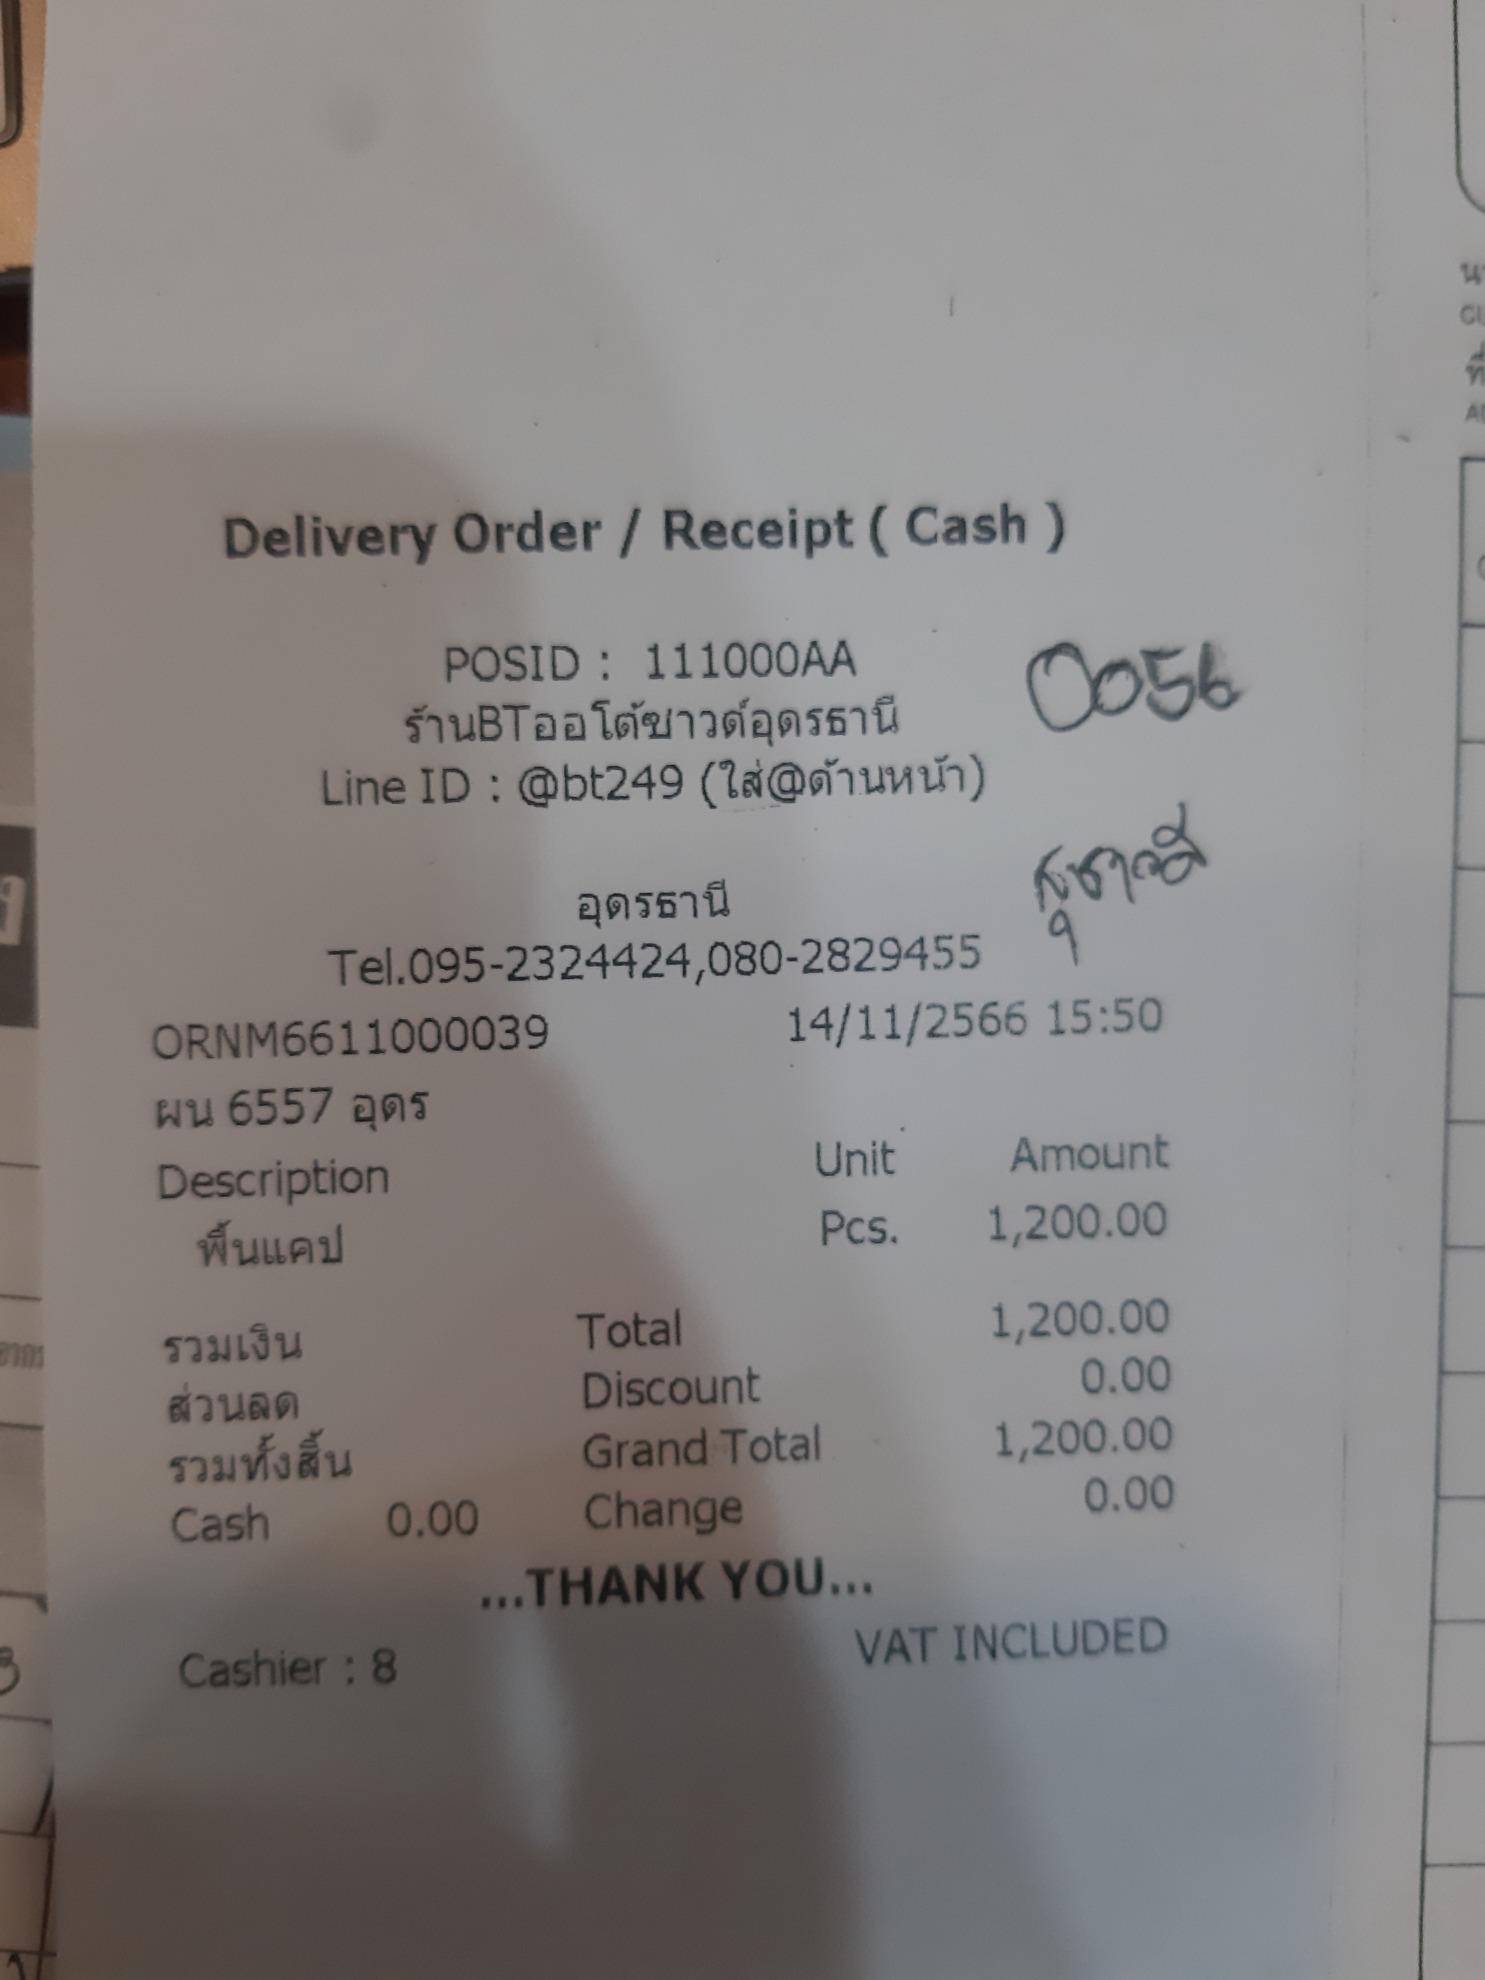 Delivery Order / Receipt ( Cash )
POSID : 111000AA
0056
ร้านBTออโต้ซาวด์อุดรธานี
Line ID : @bt249 (ใส่@ด้านหน้า)
สุชาวดี
อุดรธานี
Tel.095-2324424,080-2829455
ORNM6611000039 14/11/2566 15:50
ผน 6557 อุดร
Description Unit Amount
พื้นแคป Pcs. 1,200.00
รวมเงิน Total 1,200.00
ส่วนลด Discount 0.00
รวมทั้งสิ้น Grand Total 1,200.00
Cash 0.00 Change 0.00
...THANK YOU...
Cashier : 8 VAT INCLUDED